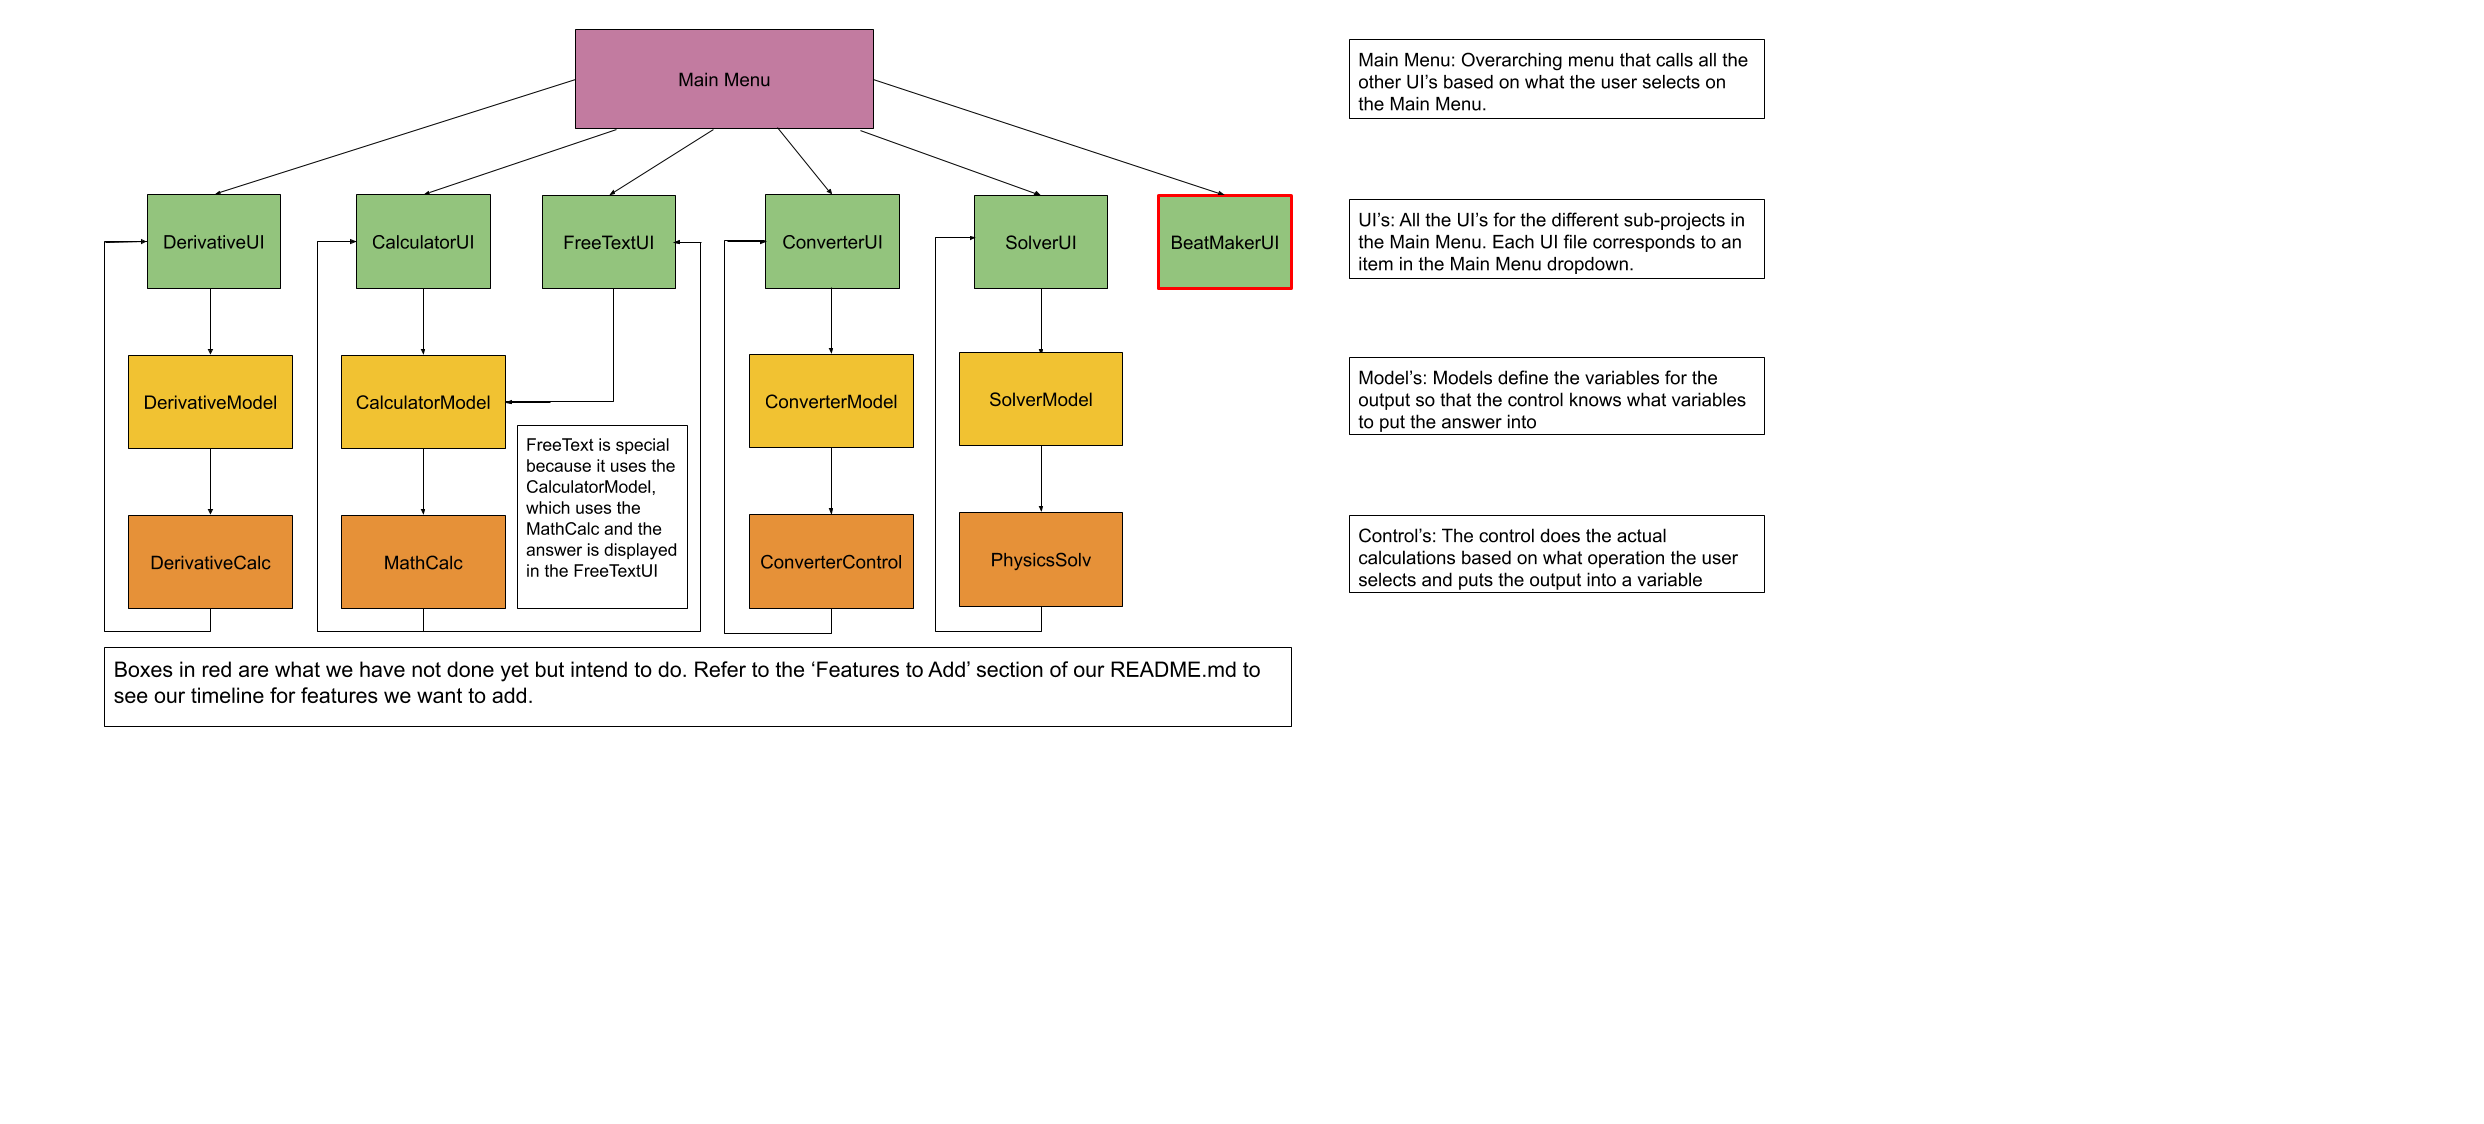 Main Menu
Main Menu: Overarching menu that calls all the
other UI’s based on what the user selects on
the Main Menu.
DerivativeUI
CalculatorUI
FreeTextUI
ConverterUI
SolverUI
BeatMakerUI
UI’s: All the UI’s for the different sub-projects in
the Main Menu. Each UI file corresponds to an
item in the Main Menu dropdown.
DerivativeModel
CalculatorModel
ConverterModel
SolverModel
Model’s: Models define the variables for the
output so that the control knows what variables
to put the answer into
FreeText is special
because it uses the
CalculatorModel,
which uses the
MathCalc and the
answer is displayed
in the FreeTextUI
DerivativeCalc
MathCalc
ConverterControl
PhysicsSolv
Control’s: The control does the actual
calculations based on what operation the user
selects and puts the output into a variable
Boxes in red are what we have not done yet but intend to do. Refer to the ‘Features to Add’ section of our README.md to
see our timeline for features we want to add.